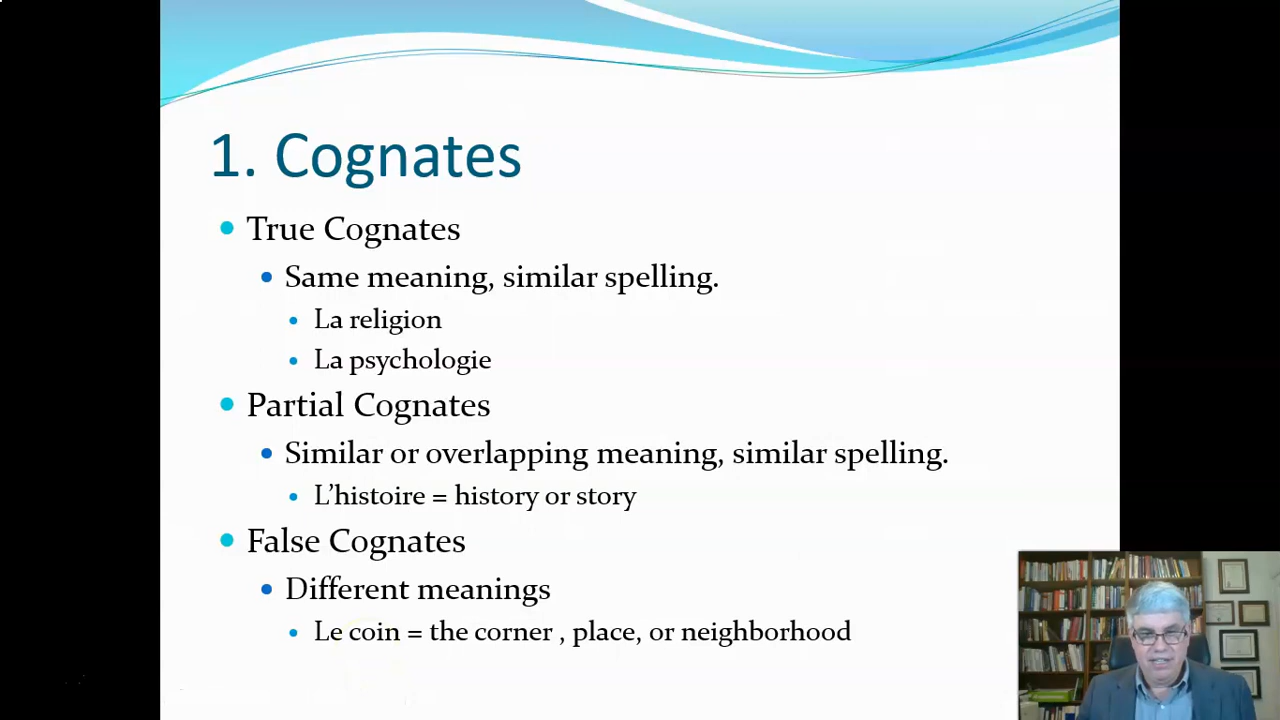 1. Cognates
True Cognates
Same meaning, similar spelling.
La religion
La psychologie
Partial Cognates
Similar or overlapping meaning, similar spelling.
L’histoire = history or story
False Cognates
Different meanings
Le coin = the corner , place, or neighborhood